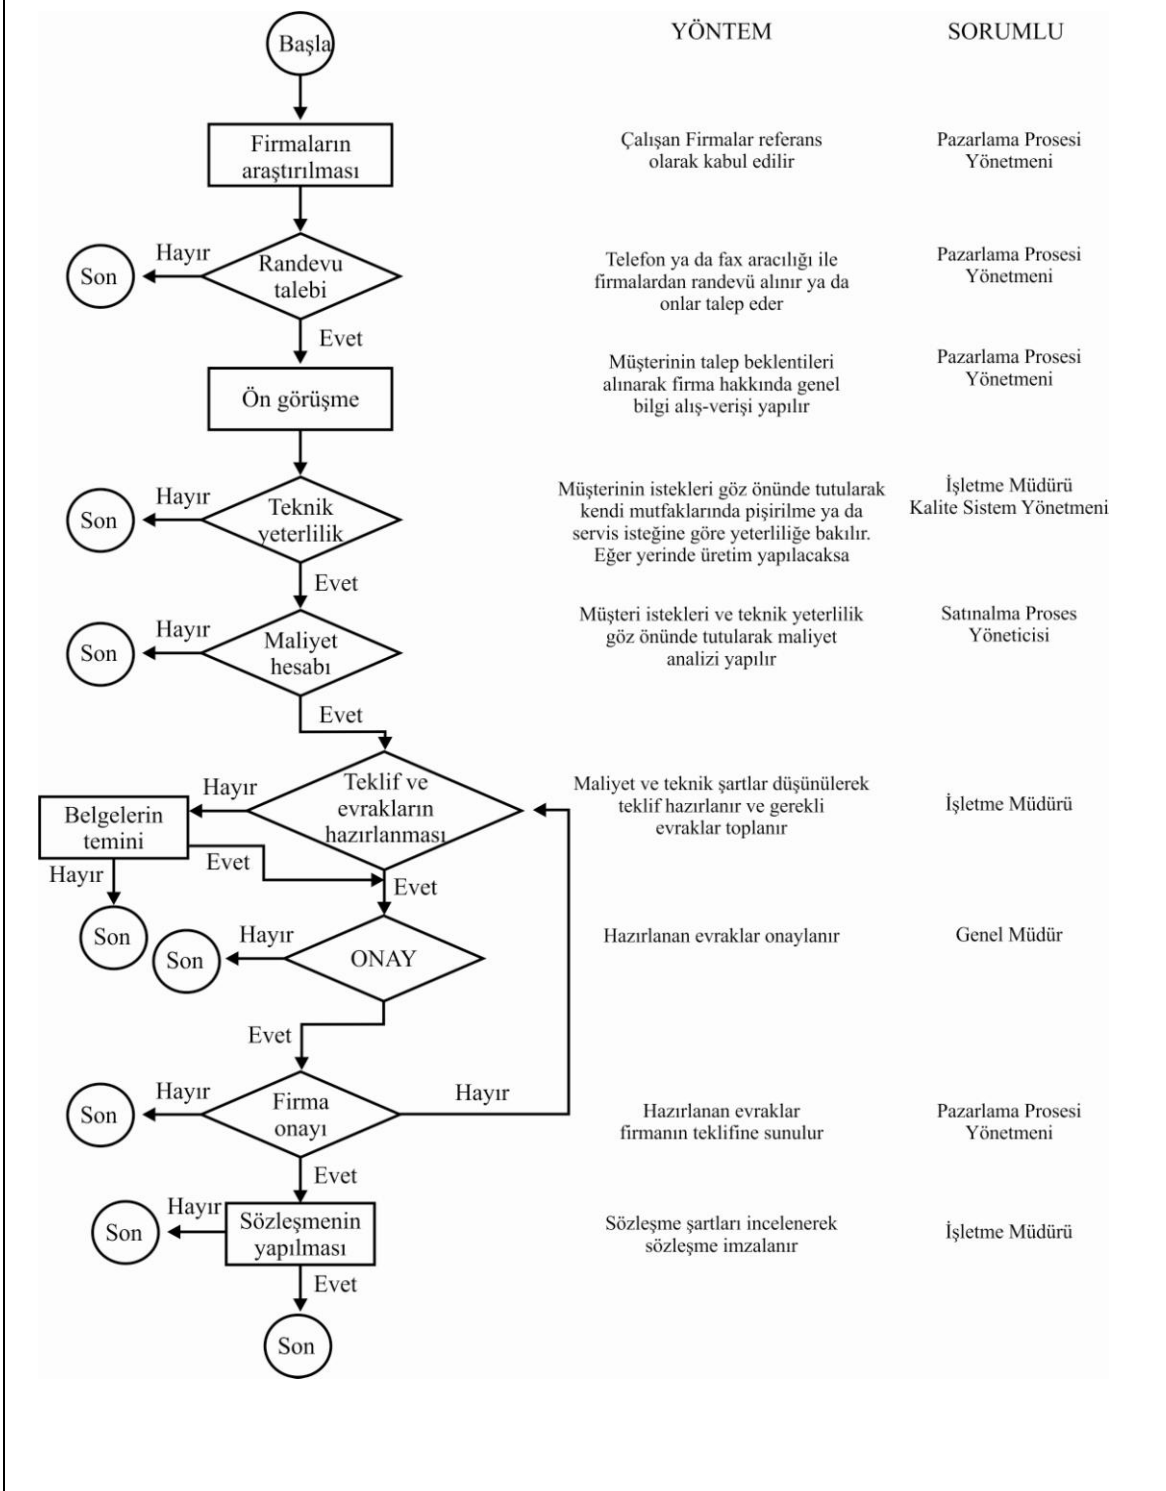 YÖNTEM
SORUMLU
Başla
Firmaların
araştırılması
Çalışan Firmalar referans
olarak kabul edilir
Pazarlama Prosesi
Yönetmeni
Hayır
Son
Randevu
talebi
Evet
Telefon ya da fax aracılığı ile
firmalardan randevü alınır ya da
onlar talep eder
Pazarlama Prosesi
Yönetmeni
Ön görüşme
Müşterinin talep beklentileri
alınarak firma hakkında genel
bilgi alış-verişi yapılır
Pazarlama Prosesi
Yönetmeni
Hayır
Son
Teknik
yeterlilik
Evet
Müşterinin istekleri göz önünde tutularak
kendi mutfaklarında pişirilme ya da
servis isteğine göre yeterliliğe bakılır.
Eğer yerinde üretim yapılacaksa
İşletme Müdürü
Kalite Sistem Yönetmeni
Hayır
Son
Maliyet
hesabı
Evet
Müşteri istekleri ve teknik yeterlilik
göz önünde tutularak maliyet
analizi yapılır
Satınalma Proses
Yöneticisi
Teklif ve
evrakların
hazırlanması
Hayır
Belgelerin
temini
Evet
Hayır
Son
Evet
Maliyet ve teknik şartlar düşünülerek
teklif hazırlanır ve gerekli
evraklar toplanır
İşletme Müdürü
Hayır
Son
ONAY
Evet
Hazırlanan evraklar onaylanır
Genel Müdür
Hayır
Son
Firma
onayı
Hayır
Evet
Hazırlanan evraklar
firmanın teklifine sunulur
Pazarlama Prosesi
Yönetmeni
Hayır
Son
Sözleşmenin
yapılması
Evet
Sözleşme şartları incelenerek
sözleşme imzalanır
İşletme Müdürü
Son